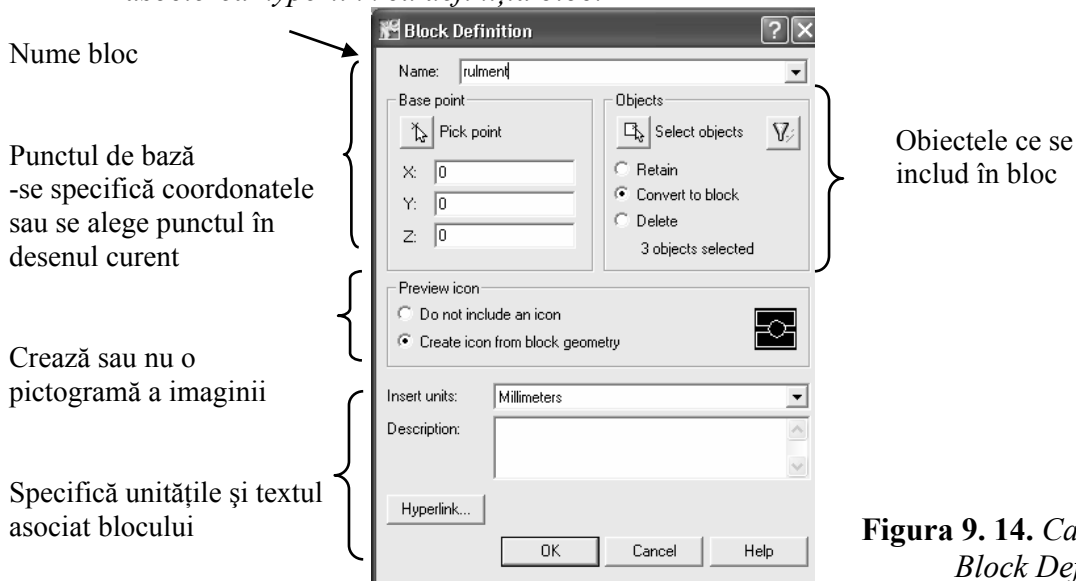 Block Definition
Nume bloc
Name: rulment
Base point
Objects
Pick point
Select objects
Punctul de bază
-se specifică coordonatele
sau se alege punctul în
desenul curent
X: 0
Y: 0
Z: 0
Retain
Convert to block
Delete
3 objects selected
Obiectele ce se
includ în bloc
Preview icon
Do not include an icon
Create icon from block geometry
Crează sau nu o
pictogramă a imaginii
Insert units: Millimeters
Description:
Specifică unităţile şi textul
asociat blocului
Hyperlink...
OK Cancel Help
Figura 9. 14.
Block